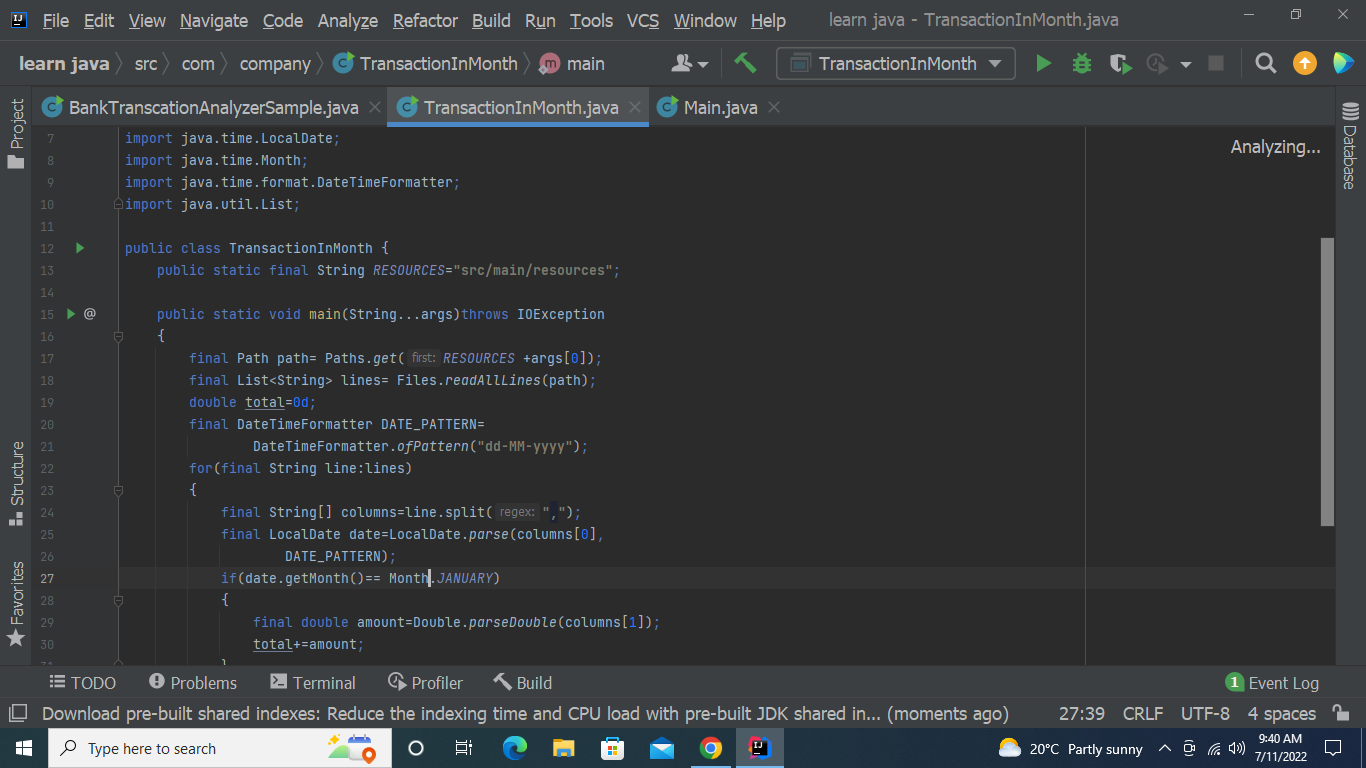 File Edit View Navigate Code Analyze Refactor Build Run Tools VCS Window Help learn java - TransactionInMonth.java
learn java src com company TransactionInMonth main TransactionInMonth
BankTranscationAnalyzerSample.java TransactionInMonth.java Main.java
Project
Structure
Favorites
Database
Analyzing...
7 import java.time.LocalDate;
8 import java.time.Month;
9 import java.time.format.DateTimeFormatter;
10 import java.util.List;
11
12 public class TransactionInMonth {
13 public static final String RESOURCES="src/main/resources";
14
15 @ public static void main(String...args)throws IOException
16 {
17 final Path path= Paths.get( first: RESOURCES +args[0]);
18 final List<String> lines= Files.readAllLines(path);
19 double total=0d;
20 final DateTimeFormatter DATE_PATTERN=
21 DateTimeFormatter.ofPattern("dd-MM-yyyy");
22 for(final String line:lines)
23 {
24 final String[] columns=line.split( regex: ",");
25 final LocalDate date=LocalDate.parse(columns[0],
26 DATE_PATTERN);
27 if(date.getMonth()== Month.JANUARY)
28 {
29 final double amount=Double.parseDouble(columns[1]);
30 total+=amount;
31 }
TODO Problems Terminal Profiler Build 1 Event Log
Download pre-built shared indexes: Reduce the indexing time and CPU load with pre-built JDK shared in... (moments ago) 27:39 CRLF UTF-8 4 spaces
Type here to search 20°C Partly sunny 9:40 AM
7/11/2022